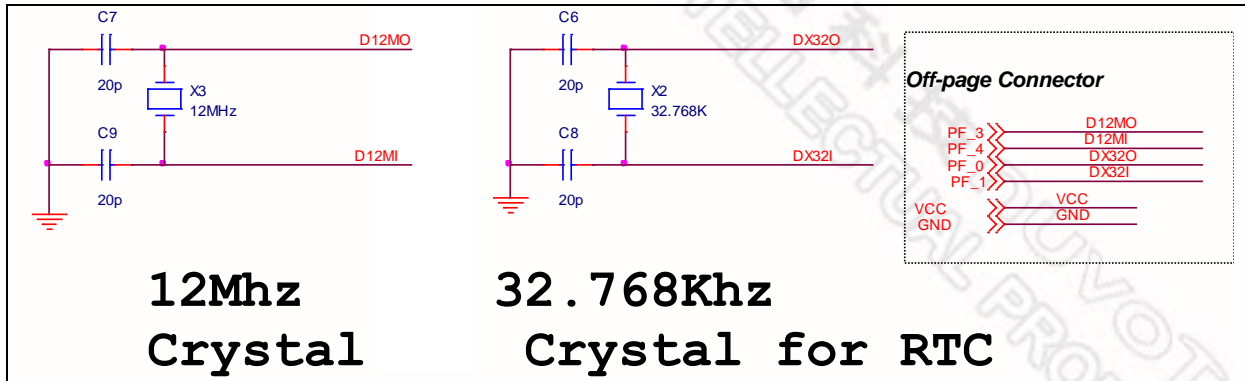 C7
D12MO
20p
X3
12MHz
C9
D12MI
20p
12Mhz
Crystal
C6
DX32O
20p
X2
32.768K
C8
DX32I
20p
32.768Khz
Crystal for RTC
Off-page Connector
PF_3 D12MO
PF_4 D12MI
PF_0 DX32O
PF_1 DX32I
VCC VCC
GND GND